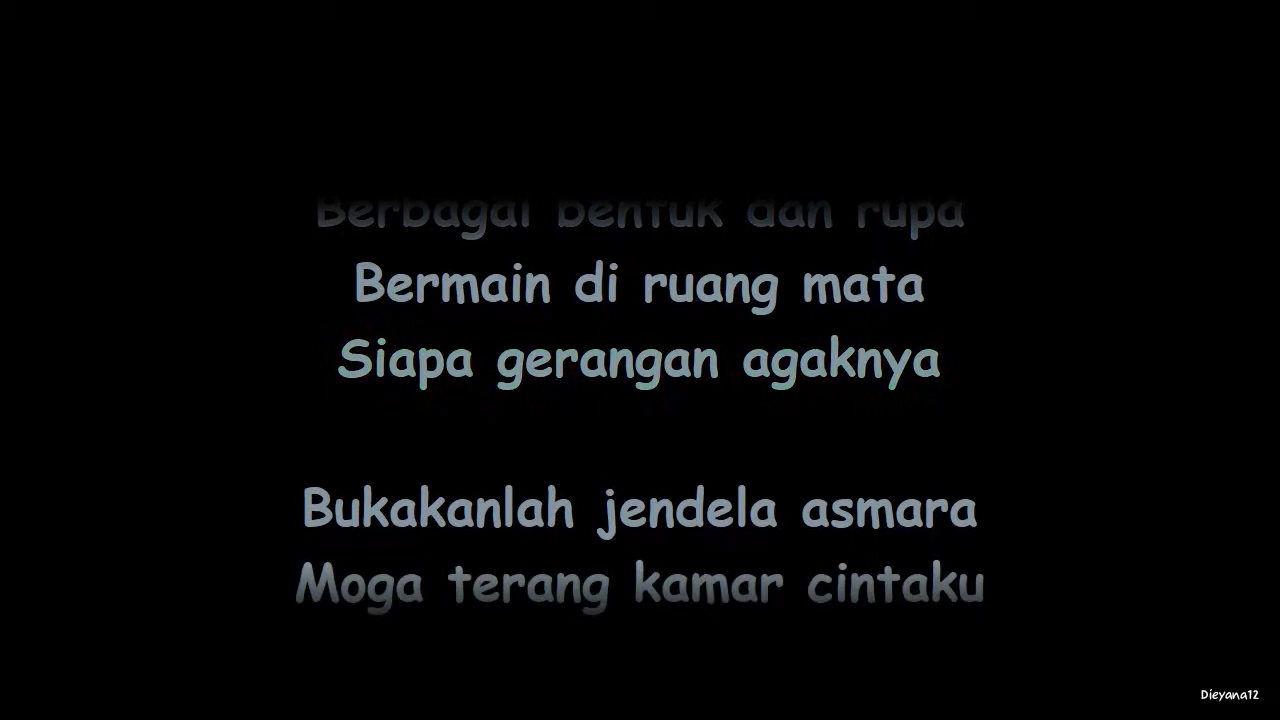 Berbagai bentuk dan rupa
Bermain di ruang mata
Siapa gerangan agaknya
Bukakanlah jendela asmara
Moga terang kamar cintaku
Dieyana12